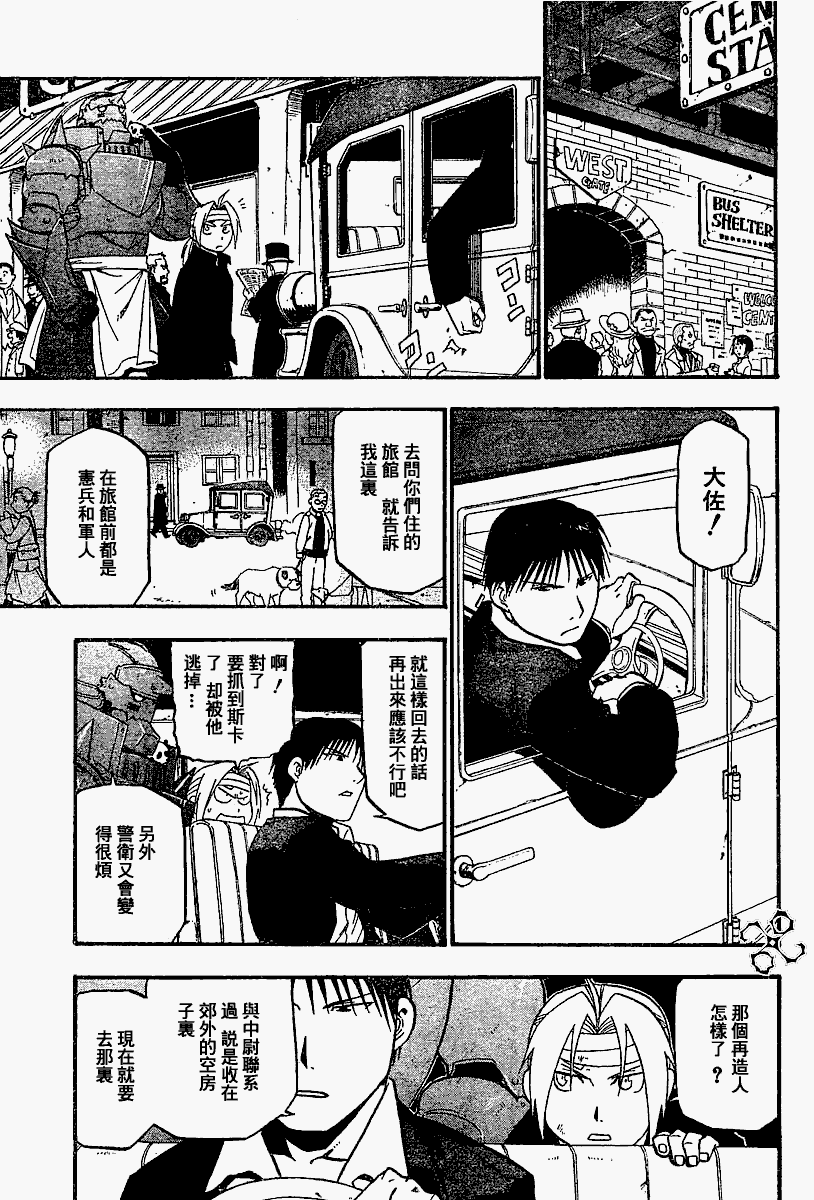 CEN
STA
WEST
GATE
BUS
SHELTER
WELCO
CENT
コン
コン
大佐！
去問你們住的
旅館 就告訴
我這裏
在旅館前都是
憲兵和軍人
就這樣回去的話
再出來應該不行吧
啊！
對了
要抓到斯卡
了 却被他
逃掉…
另外
警衛又會變
得很煩
那個再造人
怎樣了？
與中尉聯系
過 說是收在
郊外的空房
子裏
現在就要
去那裏